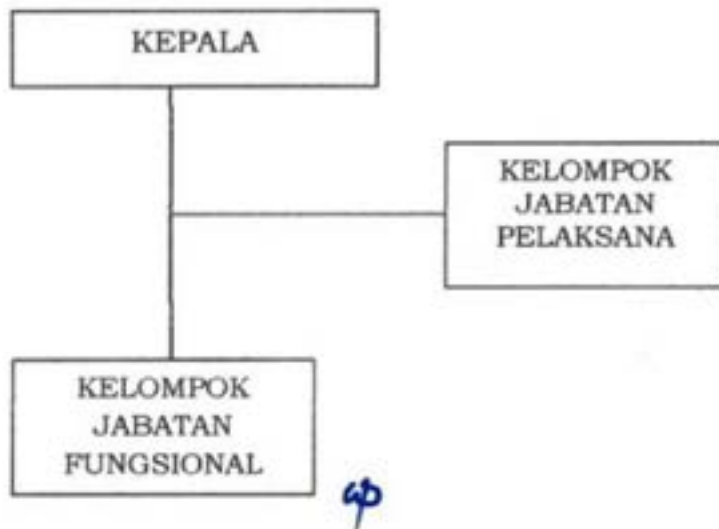 KEPALA
KELOMPOK
JABATAN
PELAKSANA
KELOMPOK
JABATAN
FUNGSIONAL